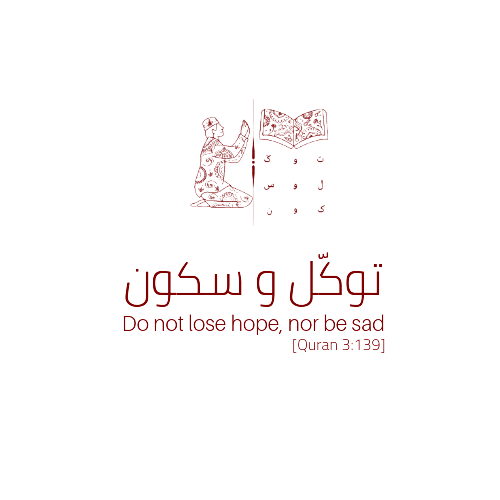 ت و ک
ل و س
ک و ن
توکّل و سکون
Do not lose hope, nor be sad
[Quran 3:139]